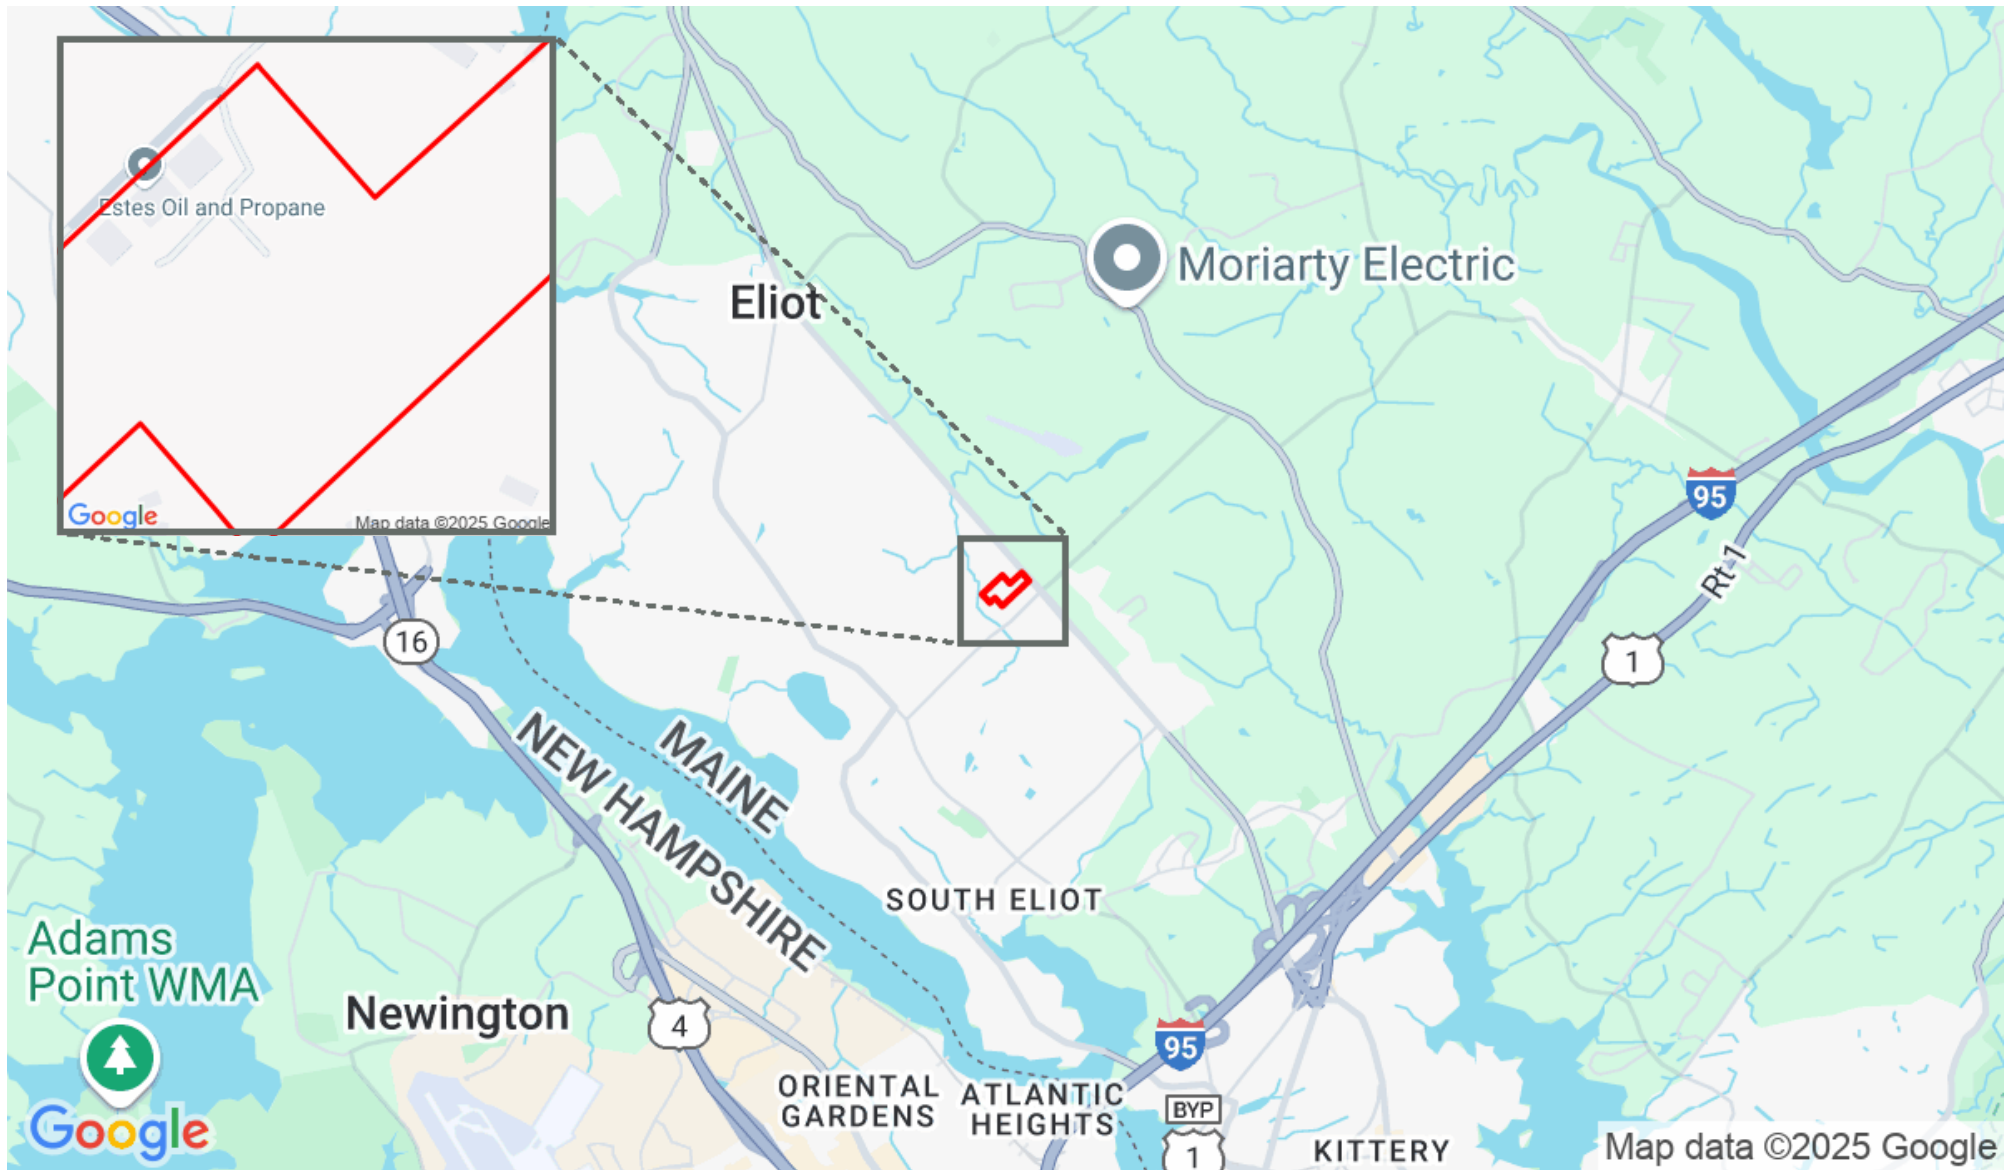 Estes Oil and Propane
Google
Map data ©2025 Google
Eliot
Moriarty Electric
95
Rt 1
1
16
MAINE
NEW HAMPSHIRE
SOUTH ELIOT
Adams
Point WMA
Newington
4
95
ORIENTAL
GARDENS
ATLANTIC
HEIGHTS
BYP
1
KITTERY
Google
Map data ©2025 Google